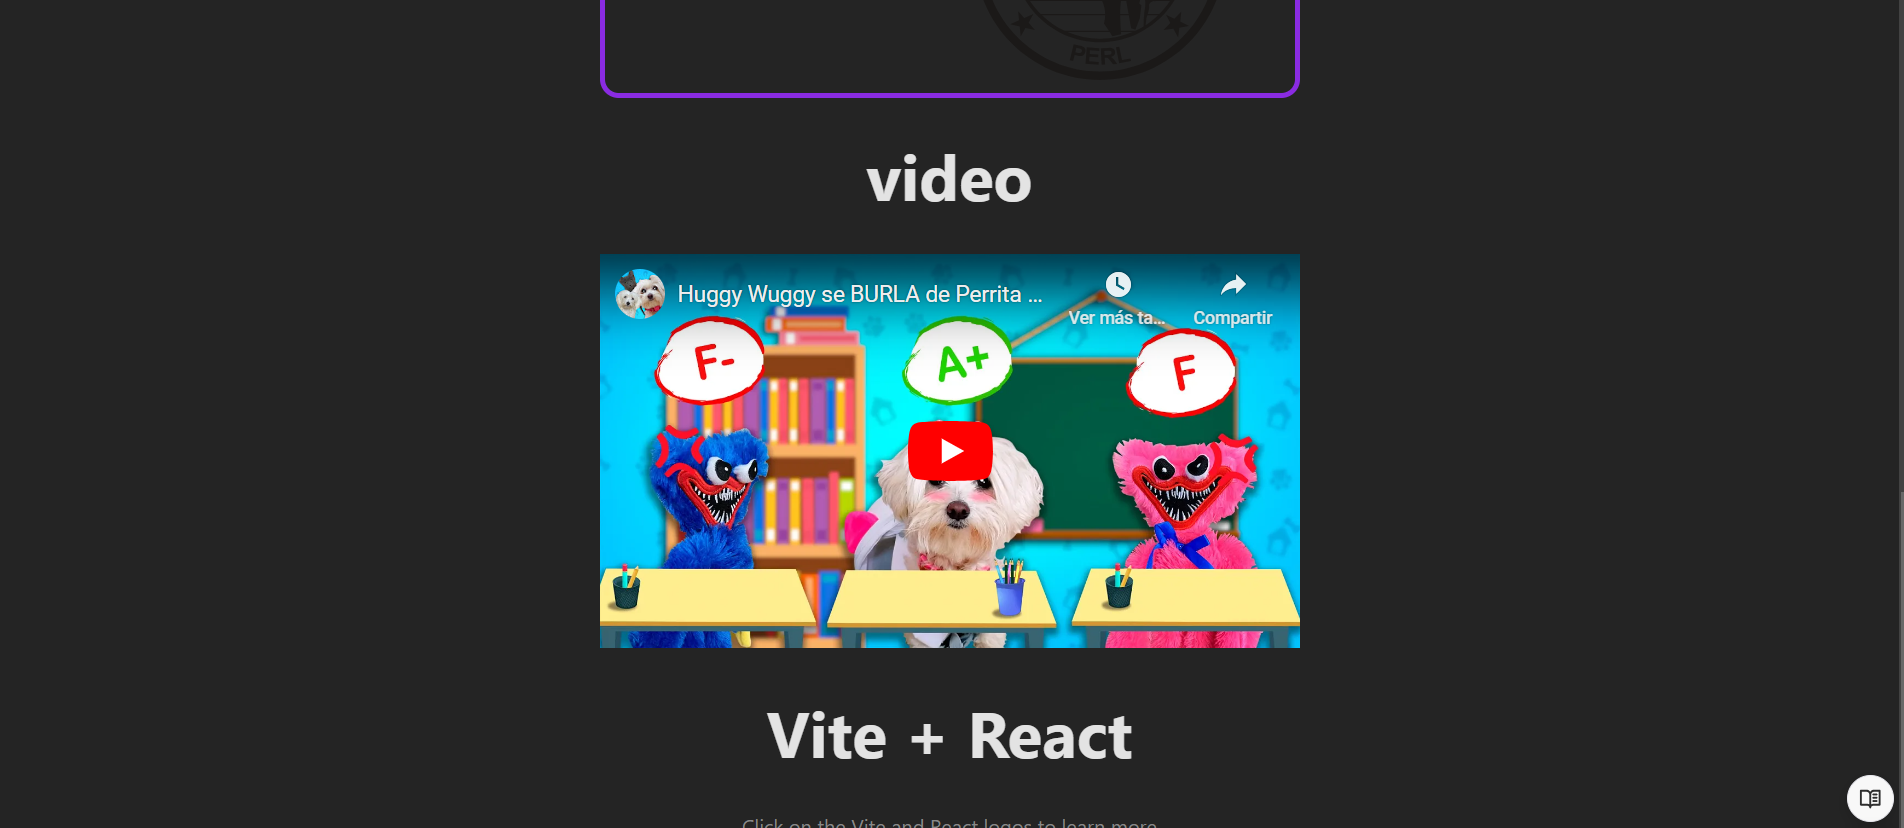 PERL
video
Huggy Wuggy se BURLA de Perrita ...
Ver más ta...
Compartir
F-
A+
F
Vite + React
Click on the Vite and React logos to learn more